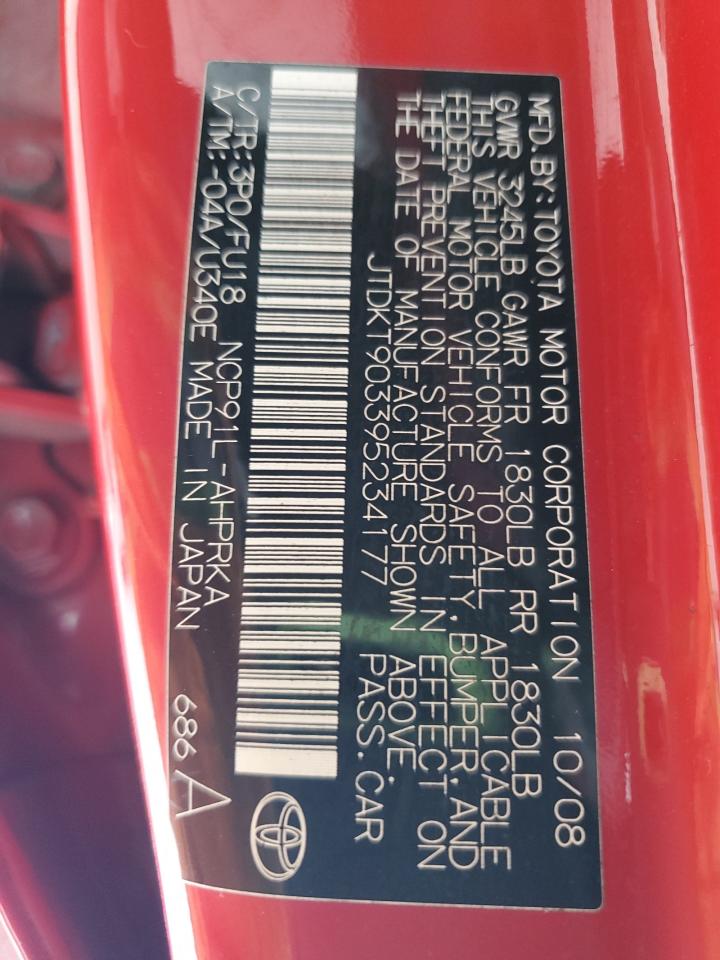 MFD.BY:TOYOTA MOTOR CORPORATION 10/08
GVWR 3245LB GAWR FR 1830LB RR 1830LB
THIS VEHICLE CONFORMS TO ALL APPLICABLE
FEDERAL MOTOR VEHICLE SAFETY,BUMPER,AND
THEFT PREVENTION STANDARDS IN EFFECT ON
THE DATE OF MANUFACTURE SHOWN ABOVE.
JTDKT903395234177 PASS.CAR
C/TR:3P0/FU18 NCP91L-AHPRKA
A/TM:-04A/U340E MADE IN JAPAN 686 A